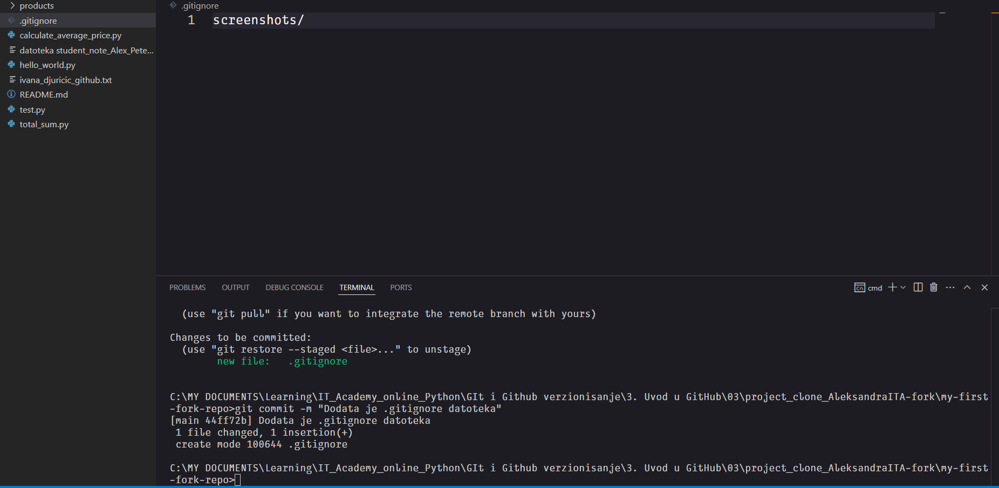 products
.gitignore
calculate_average_price.py
datoteka student_note_Alex_Pete...
hello_world.py
ivana_djuricic_github.txt
README.md
test.py
total_sum.py
.gitignore
1 screenshots/
PROBLEMS OUTPUT DEBUG CONSOLE TERMINAL PORTS
cmd
(use "git pull" if you want to integrate the remote branch with yours)
Changes to be committed:
(use "git restore --staged <file>..." to unstage)
new file: .gitignore
C:\MY DOCUMENTS\Learning\IT_Academy_online_Python\GIt i Github verzionisanje\3. Uvod u GitHub\03\project_clone_AleksandraITA-fork\my-first
-fork-repo>git commit -m "Dodata je .gitignore datoteka"
[main 44ff72b] Dodata je .gitignore datoteka
1 file changed, 1 insertion(+)
create mode 100644 .gitignore
C:\MY DOCUMENTS\Learning\IT_Academy_online_Python\GIt i Github verzionisanje\3. Uvod u GitHub\03\project_clone_AleksandraITA-fork\my-first
-fork-repo>